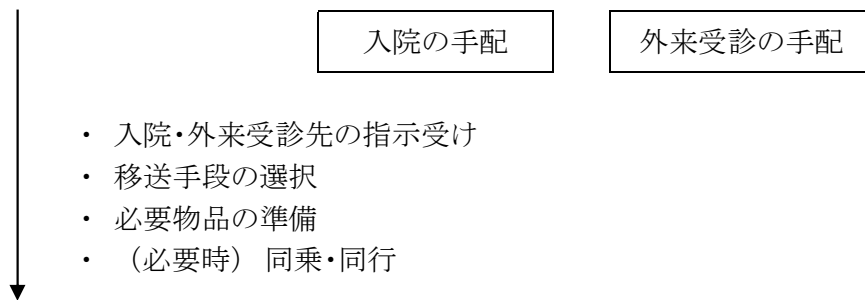 入院の手配
外来受診の手配
・ 入院・外来受診先の指示受け
・ 移送手段の選択
・ 必要物品の準備
・ （必要時） 同乗・同行